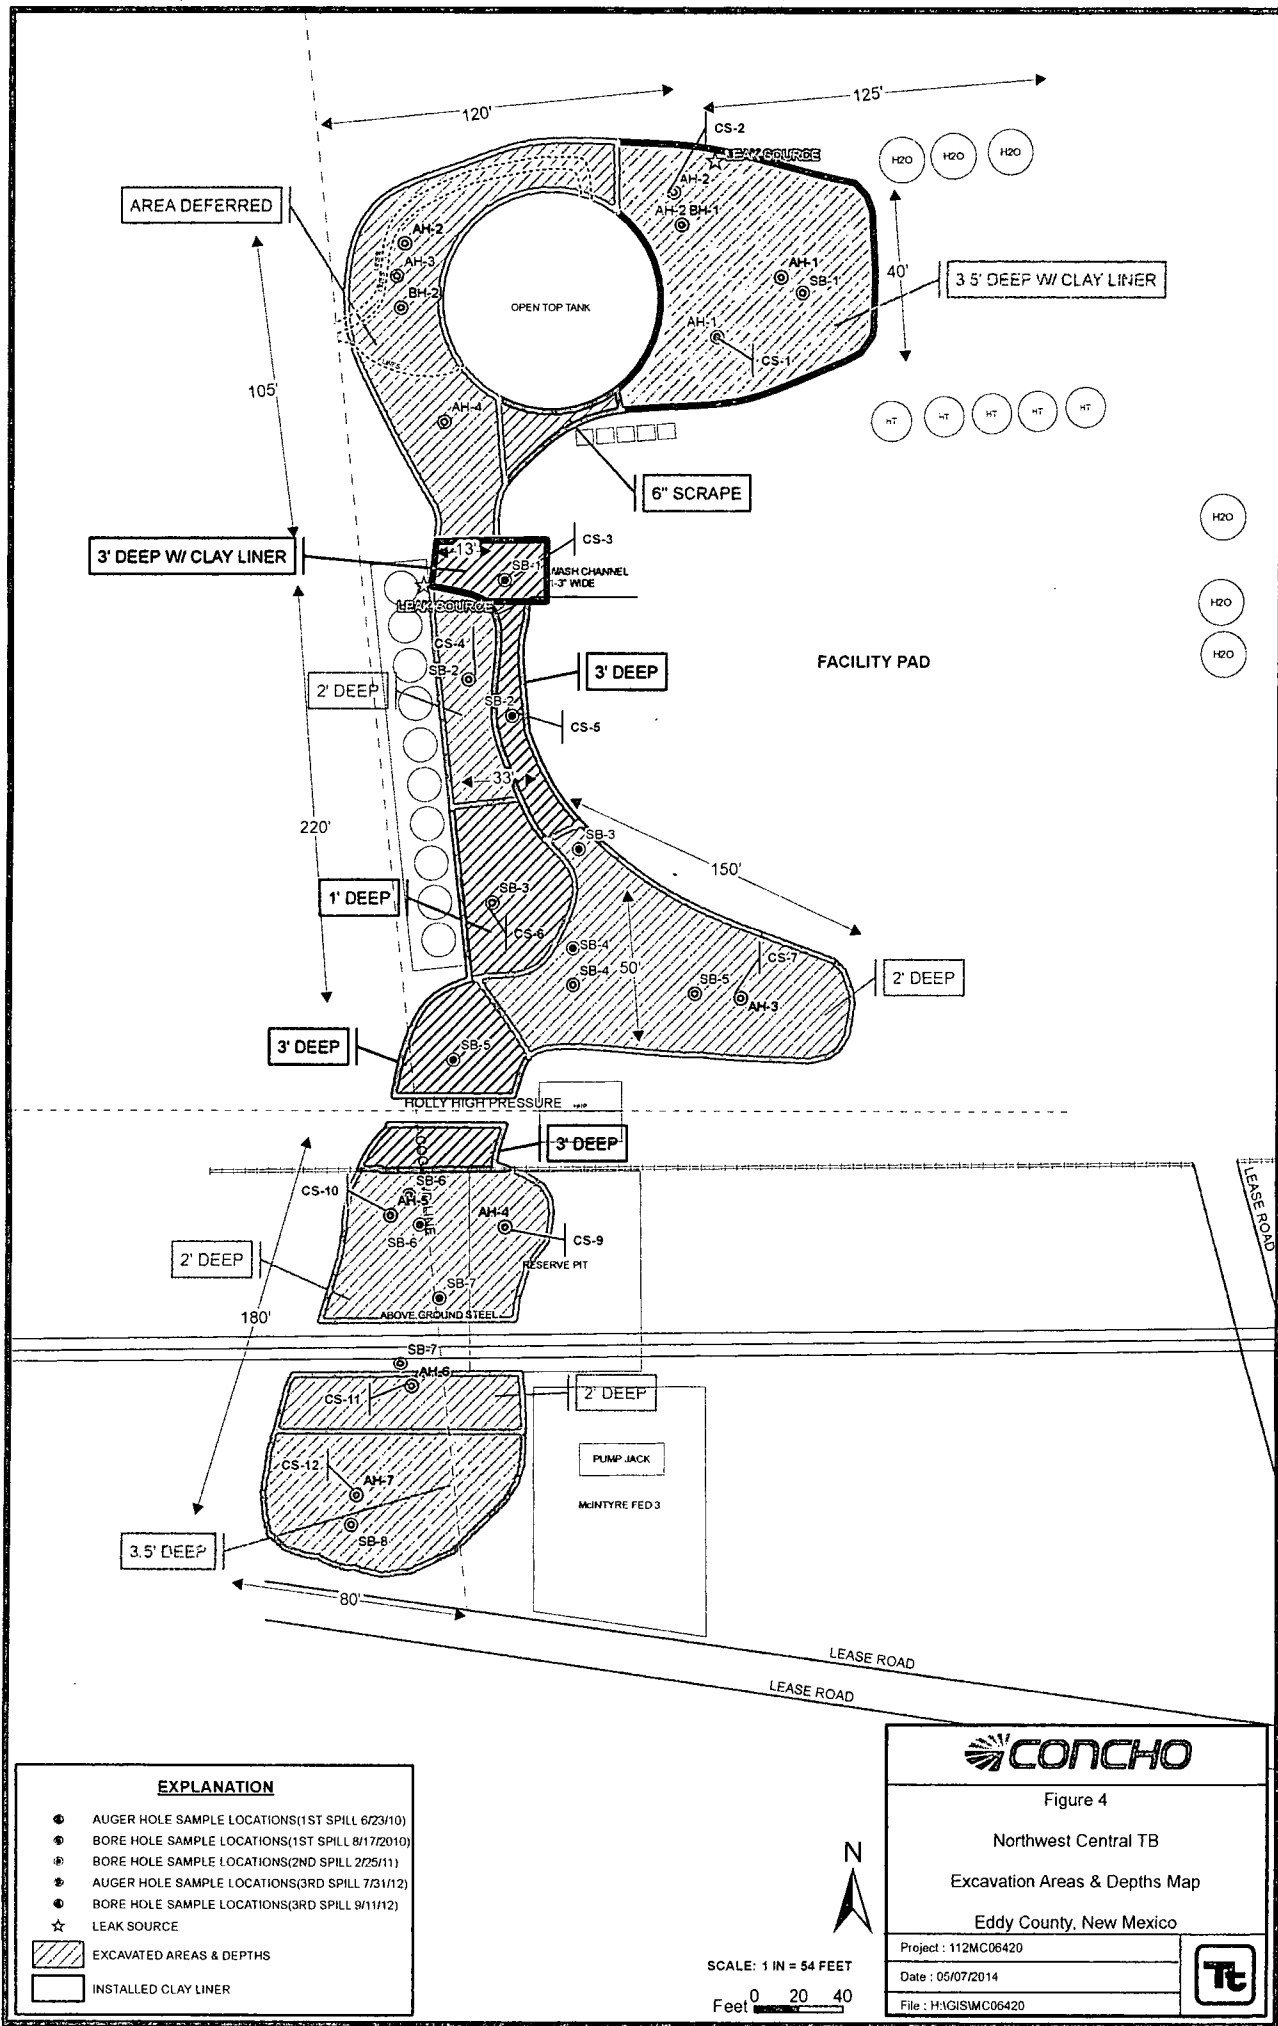 120'
125'
CS-2
LEAK SOURCE
H2O
H2O
H2O
AH-2
AREA DEFERRED
AH-2
AH-2 BH-1
AH-3
AH-1
40'
3.5' DEEP W/ CLAY LINER
BH-2
SB-1
OPEN TOP TANK
AH-1
CS-1
105'
AH-4
HT
HT
HT
HT
HT
6" SCRAPE
H2O
3' DEEP W/ CLAY LINER
13'
CS-3
SB-1
WASH CHANNEL
1-3" WIDE
LEAK SOURCE
H2O
CS-4
H2O
FACILITY PAD
SB-2
3' DEEP
2' DEEP
SB-2
CS-5
33'
220'
SB-3
150'
1' DEEP
SB-3
CS-6
SB-4
CS-7
50'
SB-4
SB-5
2' DEEP
AH-3
3' DEEP
SB-5
HOLLY HIGH PRESSURE
3' DEEP
LEASE ROAD
SB-6
CS-10
AH-5
AH-4
SB-6
CS-9
2' DEEP
RESERVE PIT
SB-7
180'
ABOVE GROUND STEEL
SB-7
AH-6
CS-11
2' DEEP
PUMP JACK
CS-12
AH-7
McINTYRE FED 3
SB-8
3.5' DEEP
80'
LEASE ROAD
LEASE ROAD
EXPLANATION
AUGER HOLE SAMPLE LOCATIONS(1ST SPILL 6/23/10)
BORE HOLE SAMPLE LOCATIONS(1ST SPILL 8/17/2010)
BORE HOLE SAMPLE LOCATIONS(2ND SPILL 2/25/11)
AUGER HOLE SAMPLE LOCATIONS(3RD SPILL 7/31/12)
BORE HOLE SAMPLE LOCATIONS(3RD SPILL 9/11/12)
LEAK SOURCE
EXCAVATED AREAS & DEPTHS
INSTALLED CLAY LINER
N
SCALE: 1 IN = 54 FEET
Feet 0 20 40
CONCHO
Figure 4
Northwest Central TB
Excavation Areas & Depths Map
Eddy County, New Mexico
Project : 112MC06420
Date : 05/07/2014
File : H:\GIS\MC06420
Tt